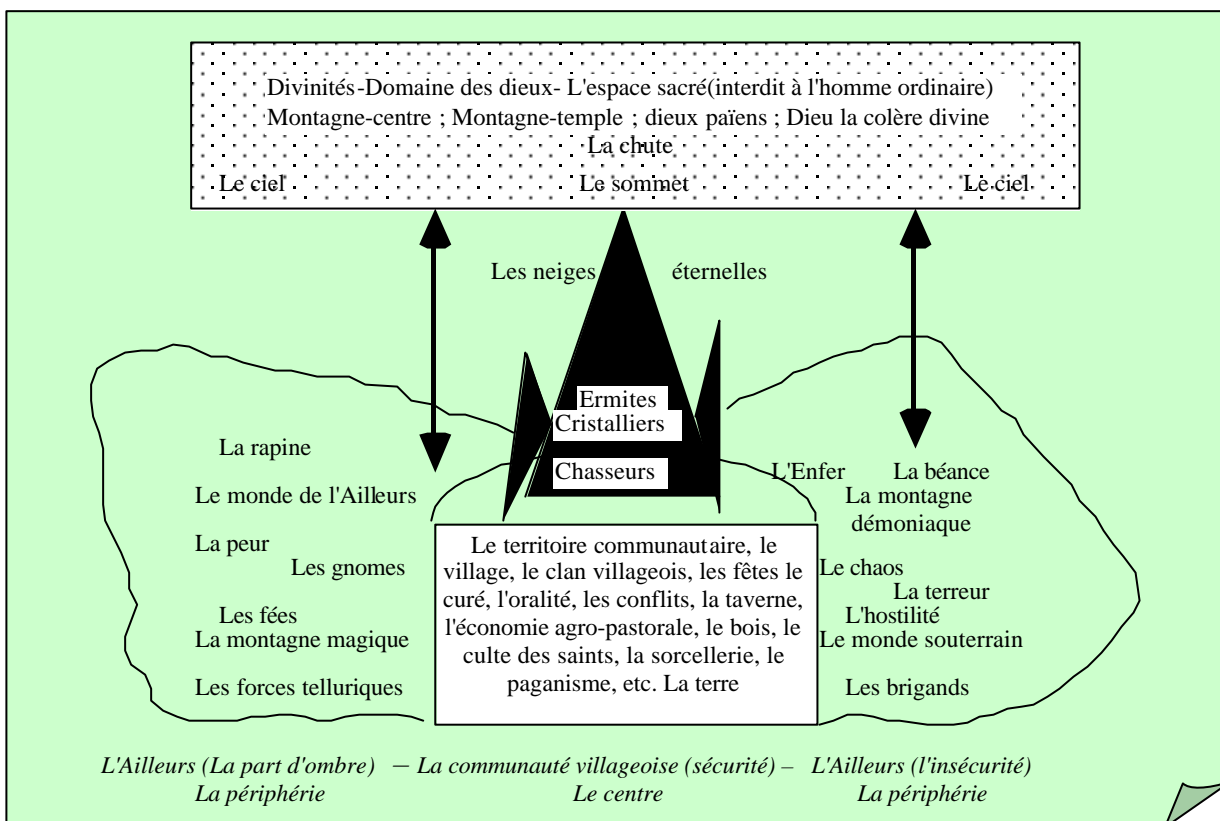 Divinités-Domaine des dieux- L'espace sacré(interdit à l'homme ordinaire)
Montagne-centre ; Montagne-temple ; dieux païens ; Dieu la colère divine
La chute
Le ciel Le sommet Le ciel
Les neiges éternelles
Ermites
Cristalliers
Chasseurs
La rapine
Le monde de l'Ailleurs
La peur
Les gnomes
Les fées
La montagne magique
Les forces telluriques
Le territoire communautaire, le
village, le clan villageois, les fêtes le
curé, l'oralité, les conflits, la taverne,
l'économie agro-pastorale, le bois, le
culte des saints, la sorcellerie, le
paganisme, etc. La terre
L'Enfer La béance
La montagne
démoniaque
Le chaos
La terreur
L'hostilité
Le monde souterrain
Les brigands
L'Ailleurs (La part d'ombre) – La communauté villageoise (sécurité) – L'Ailleurs (l'insécurité)
La périphérie Le centre La périphérie